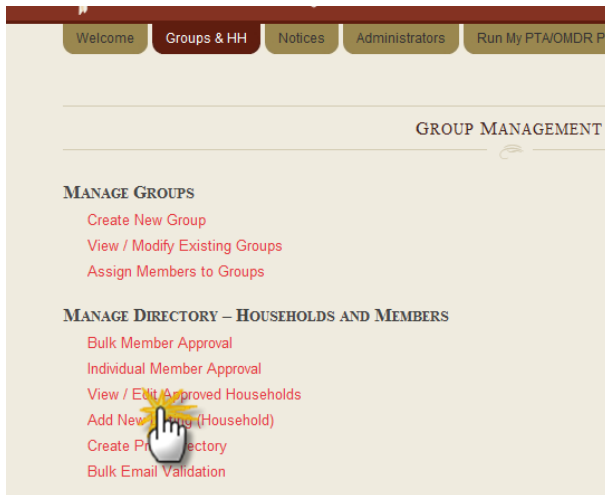 Welcome Groups & HH Notices Administrators Run My PTA/OMDR P
GROUP MANAGEMENT
MANAGE GROUPS
Create New Group
View / Modify Existing Groups
Assign Members to Groups
MANAGE DIRECTORY – HOUSEHOLDS AND MEMBERS
Bulk Member Approval
Individual Member Approval
View / Edit Approved Households
Add New (Household)
Create
Bulk Email Validation